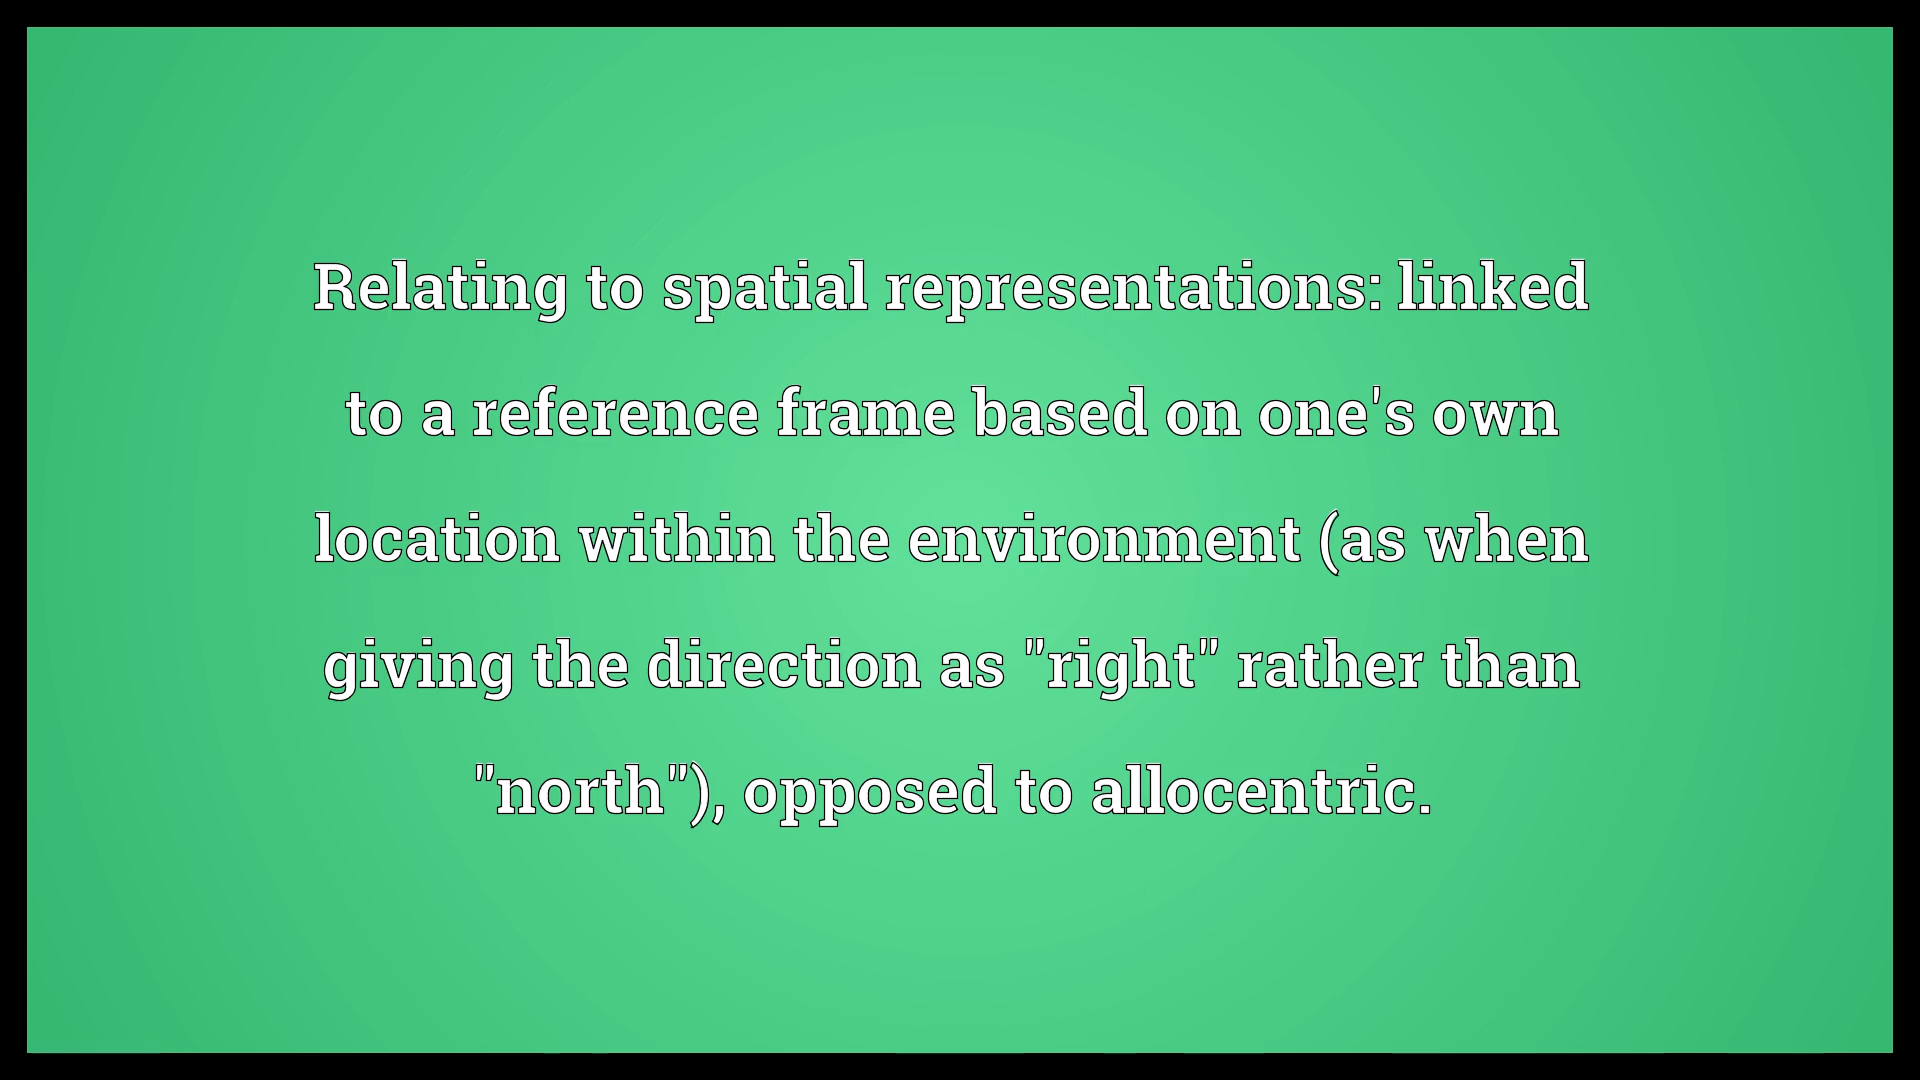 Relating to spatial representations: linked
to a reference frame based on one's own
location within the environment (as when
giving the direction as "right" rather than
"north"), opposed to allocentric.